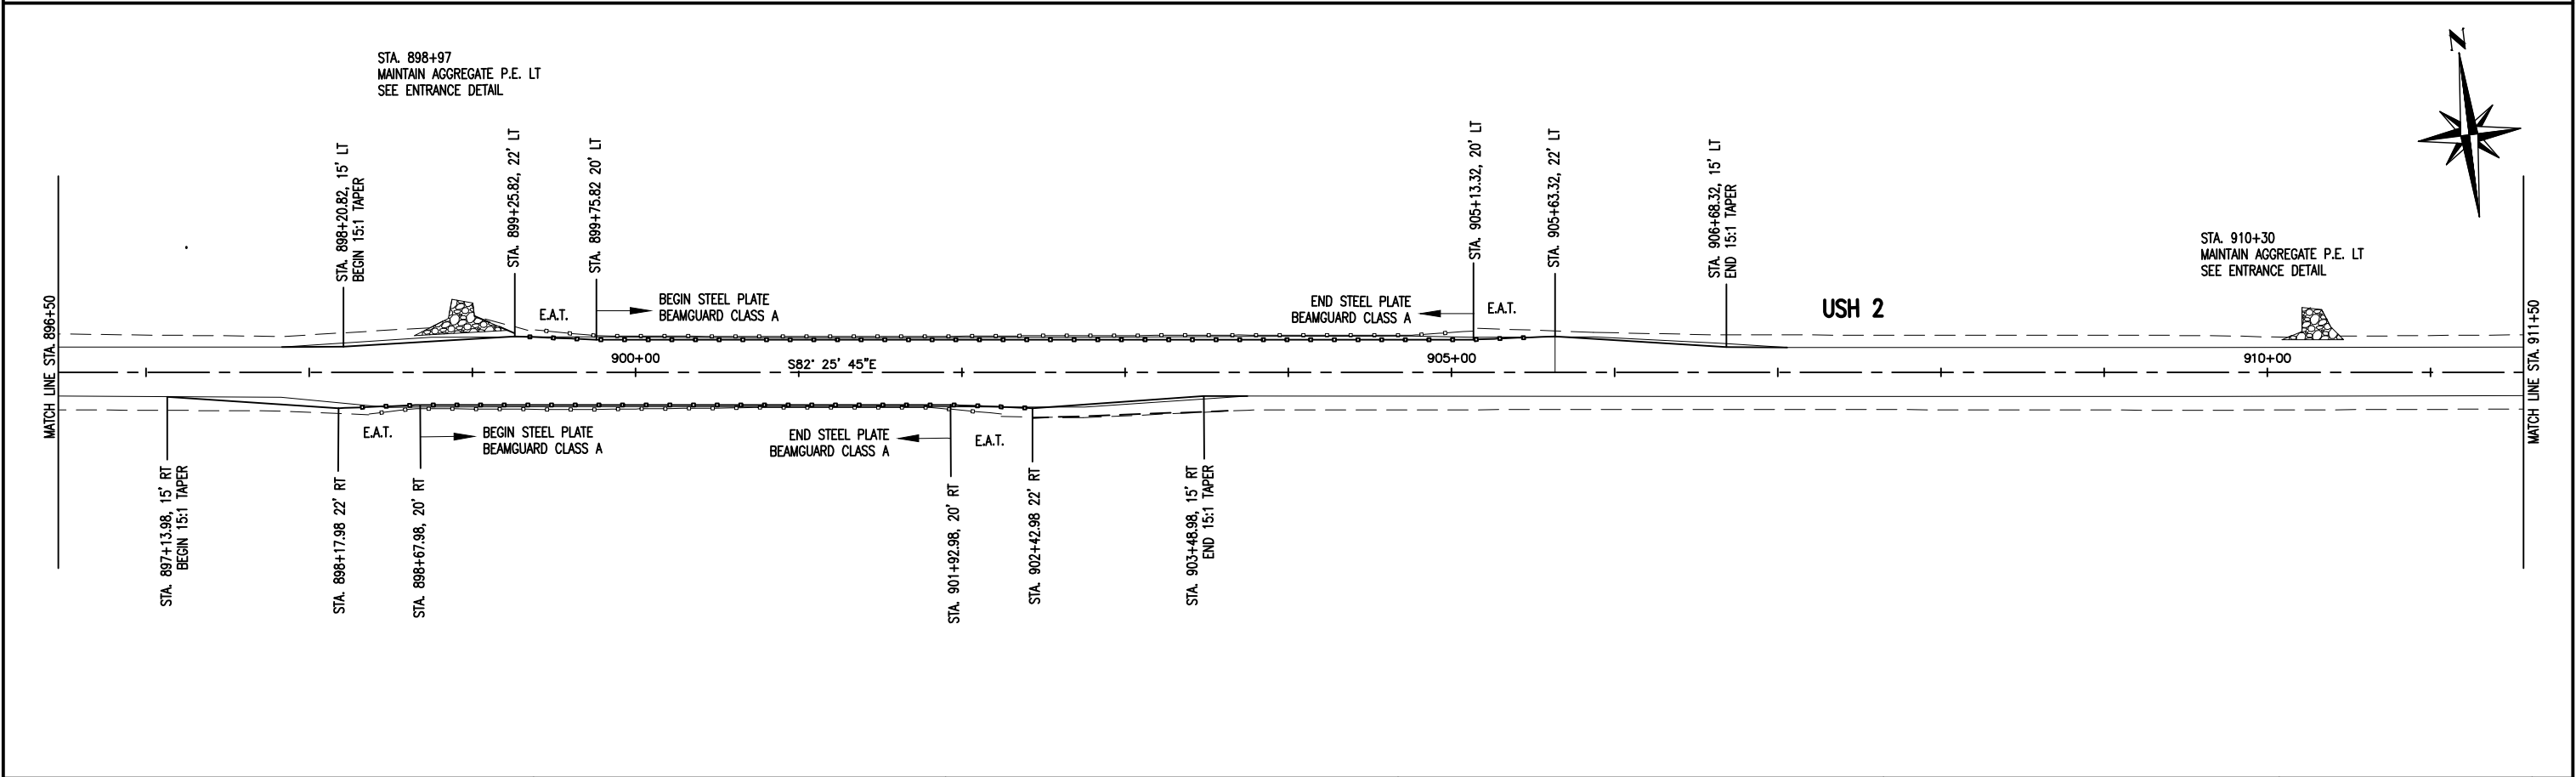 STA. 898+97
MAINTAIN AGGREGATE P.E. LT
SEE ENTRANCE DETAIL
N
STA. 898+20.82, 15' LT
BEGIN 15:1 TAPER
STA. 899+25.82, 22' LT
STA. 899+75.82 20' LT
STA. 905+13.32, 20' LT
STA. 905+63.32, 22' LT
STA. 906+68.32, 15' LT
END 15:1 TAPER
STA. 910+30
MAINTAIN AGGREGATE P.E. LT
SEE ENTRANCE DETAIL
MATCH LINE STA. 896+50
E.A.T.
BEGIN STEEL PLATE
BEAMGUARD CLASS A
END STEEL PLATE
BEAMGUARD CLASS A
E.A.T.
USH 2
MATCH LINE STA. 911+50
900+00
S82° 25' 45"E
905+00
910+00
E.A.T.
BEGIN STEEL PLATE
BEAMGUARD CLASS A
END STEEL PLATE
BEAMGUARD CLASS A
E.A.T.
STA. 897+13.98, 15' RT
BEGIN 15:1 TAPER
STA. 898+17.98 22' RT
STA. 898+67.98, 20' RT
STA. 901+92.98, 20' RT
STA. 902+42.98 22' RT
STA. 903+48.98, 15' RT
END 15:1 TAPER